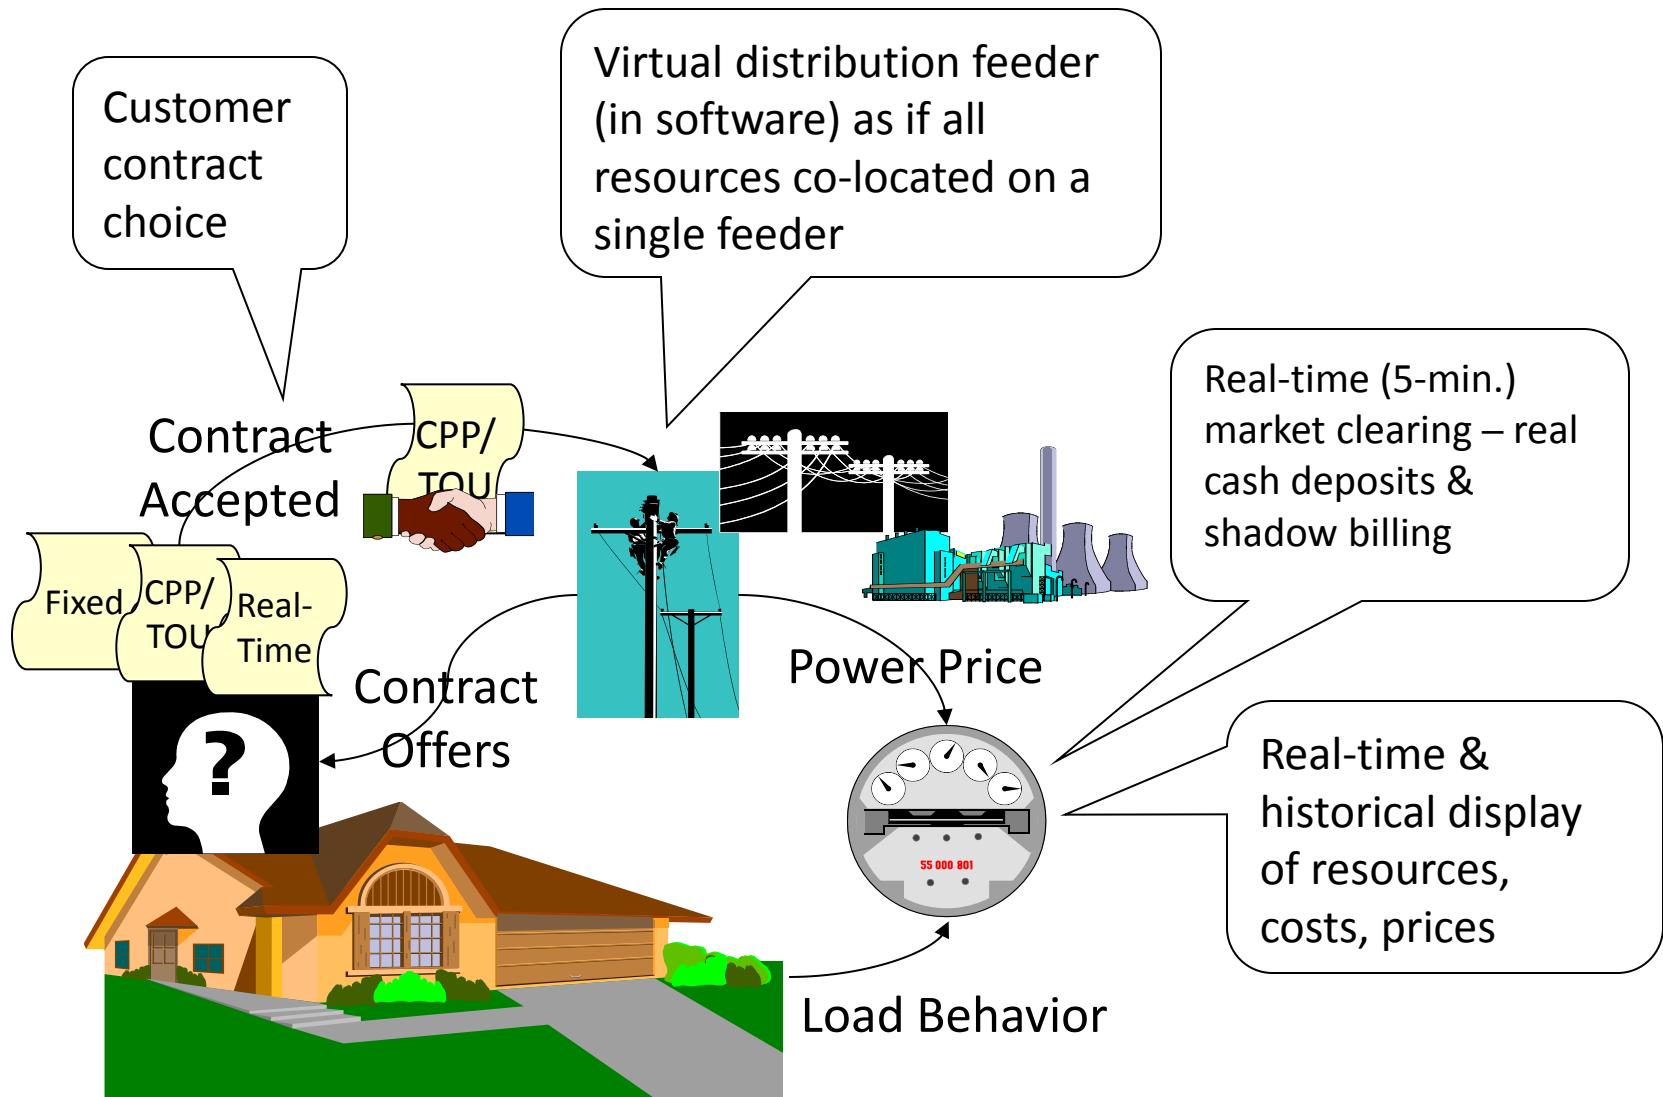 Customer
contract
choice
Virtual distribution feeder
(in software) as if all
resources co-located on a
single feeder
Real-time (5-min.)
market clearing – real
cash deposits &
shadow billing
Contract
Accepted
CPP/
TOU
Fixed
CPP/
TOU
Real-
Time
Contract
Offers
Power Price
?
55 000 801
Real-time &
historical display
of resources,
costs, prices
Load Behavior